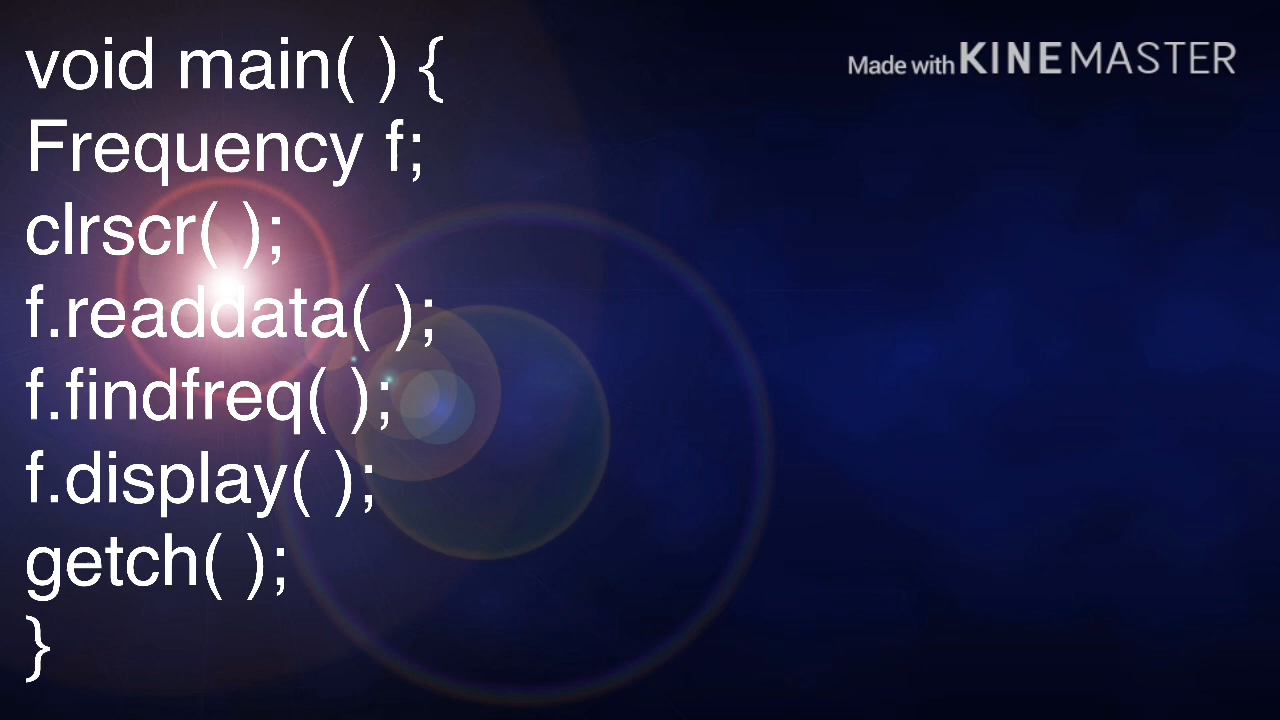 void main( ) {
Made with KINEMASTER
Frequency f;
clrscr( );
f.readdata( );
f.findfreq( );
f.display( );
getch( );
}